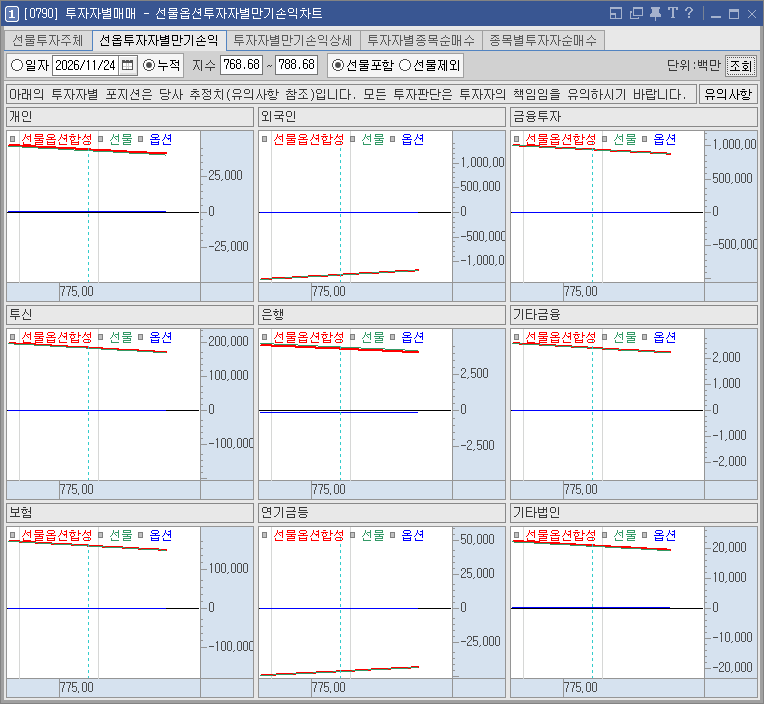 1 [0790] 투자자별매매 - 선물옵션투자자별만기손익차트
선물투자주체 선옵투자자별만기손익 투자자별만기손익상세 투자자별종목순매수 종목별투자자순매수
일자 2026/11/24 누적 지수 768.68 ~ 788.68 선물포함 선물제외 단위:백만 조회
아래의 투자자별 포지션은 당사 추정치(유의사항 참조)입니다. 모든 투자판단은 투자자의 책임임을 유의하시기 바랍니다. 유의사항
개인
선물옵션합성 선물 옵션
25,000
0
-25,000
775,00
외국인
선물옵션합성 선물 옵션
1,000,00
500,000
0
-500,000
-1,000,0
775,00
금융투자
선물옵션합성 선물 옵션
1,000,00
500,000
0
-500,000
775,00
투신
선물옵션합성 선물 옵션
200,000
100,000
0
-100,000
775,00
은행
선물옵션합성 선물 옵션
2,500
0
-2,500
775,00
기타금융
선물옵션합성 선물 옵션
2,000
1,000
0
-1,000
-2,000
775,00
보험
선물옵션합성 선물 옵션
100,000
0
-100,000
775,00
연기금등
선물옵션합성 선물 옵션
50,000
25,000
0
-25,000
775,00
기타법인
선물옵션합성 선물 옵션
20,000
10,000
0
-10,000
-20,000
775,00